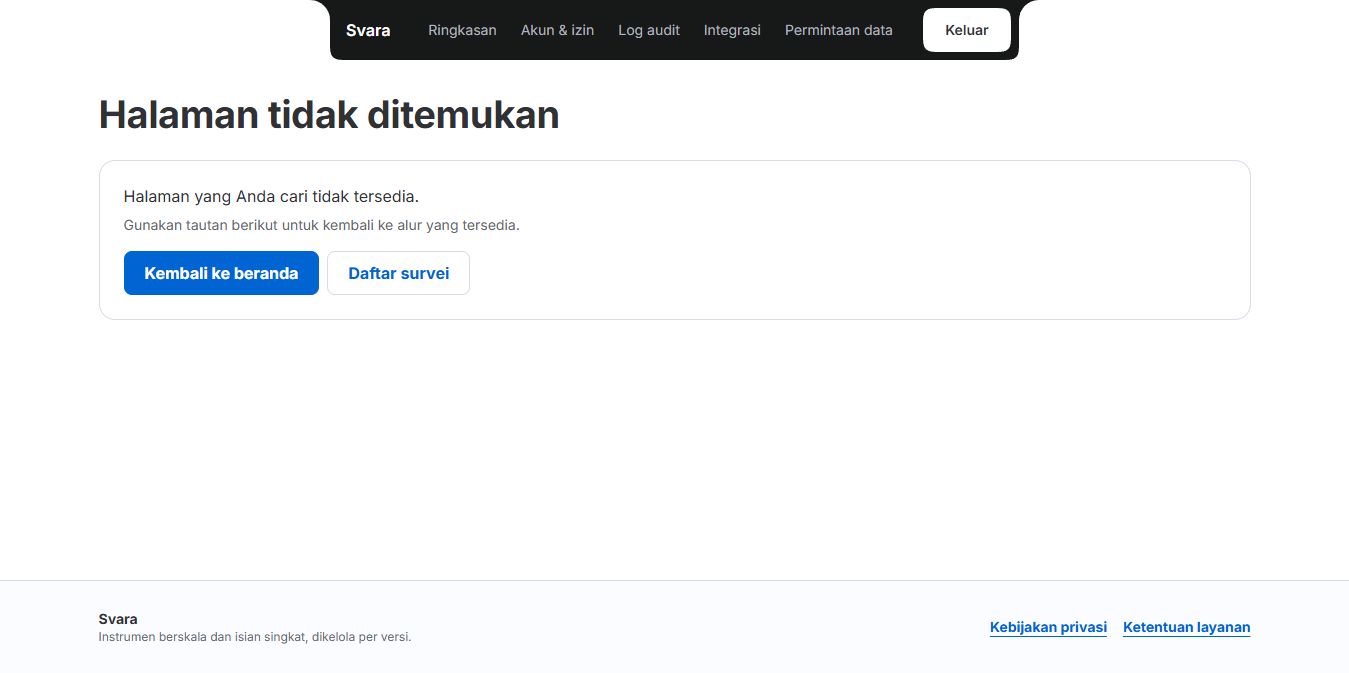 Svara
Ringkasan
Akun & izin
Log audit
Integrasi
Permintaan data
Keluar
Halaman tidak ditemukan
Halaman yang Anda cari tidak tersedia.
Gunakan tautan berikut untuk kembali ke alur yang tersedia.
Kembali ke beranda
Daftar survei
Svara
Instrumen berskala dan isian singkat, dikelola per versi.
Kebijakan privasi
Ketentuan layanan